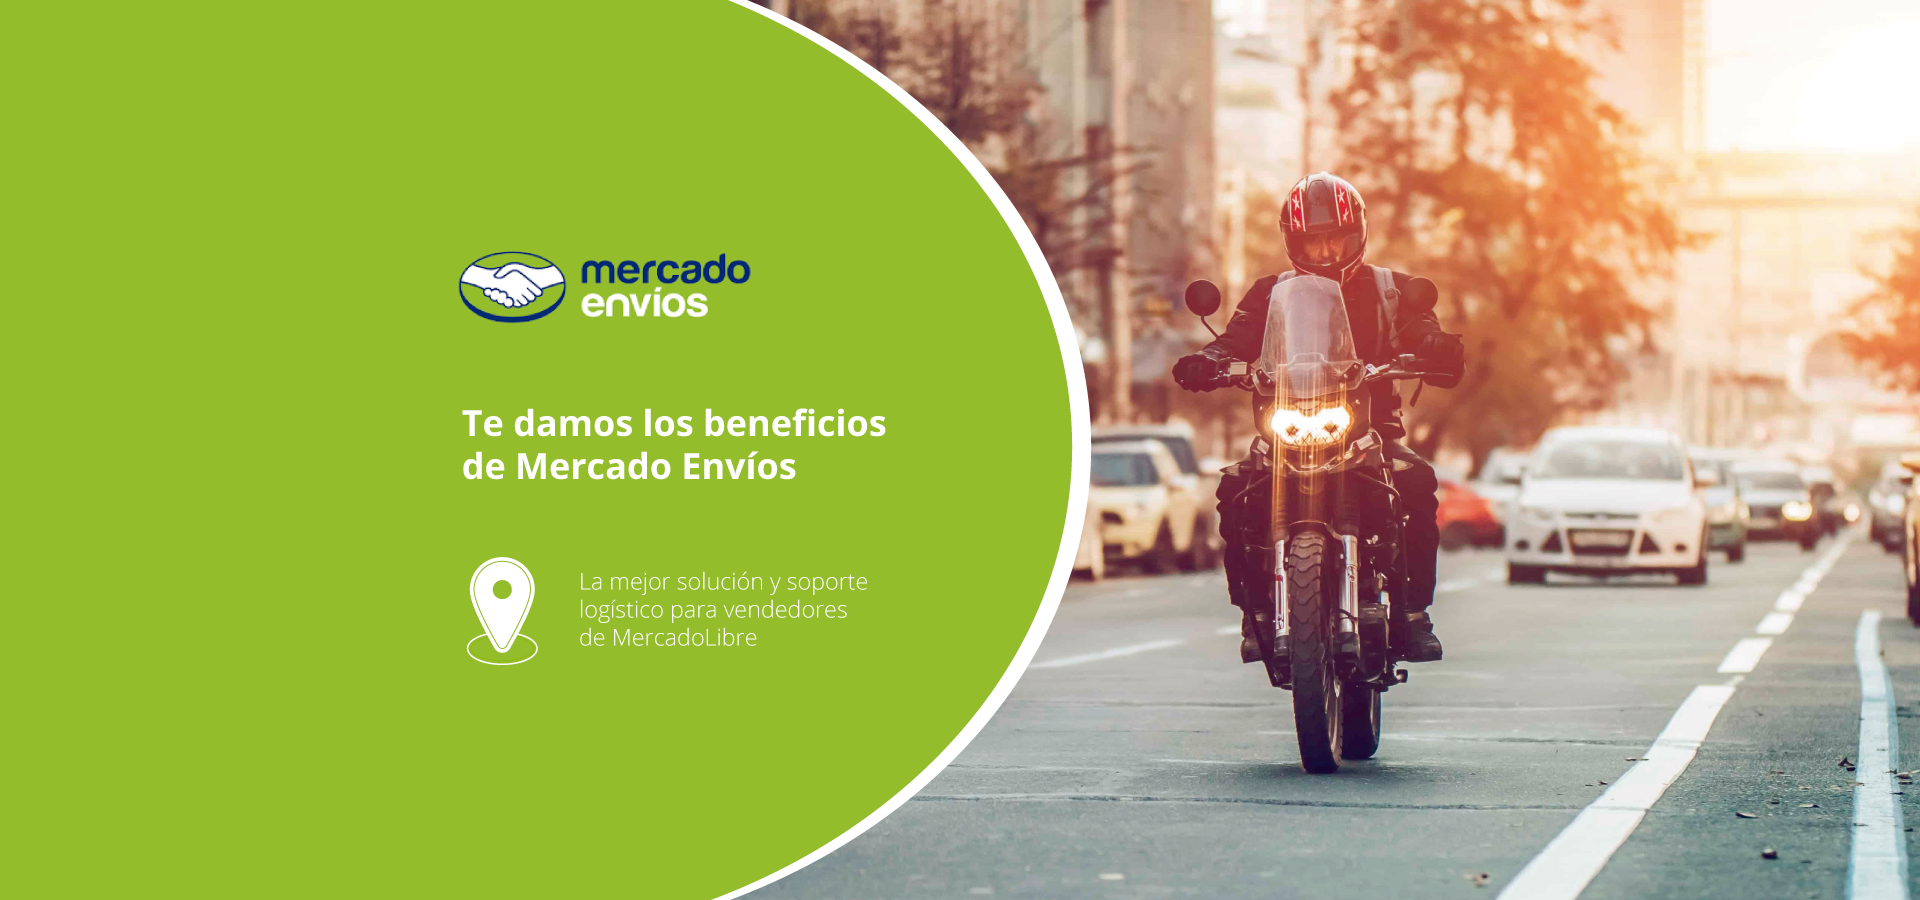 mercado
envíos
Te damos los beneficios
de Mercado Envíos
La mejor solución y soporte
logístico para vendedores
de MercadoLibre